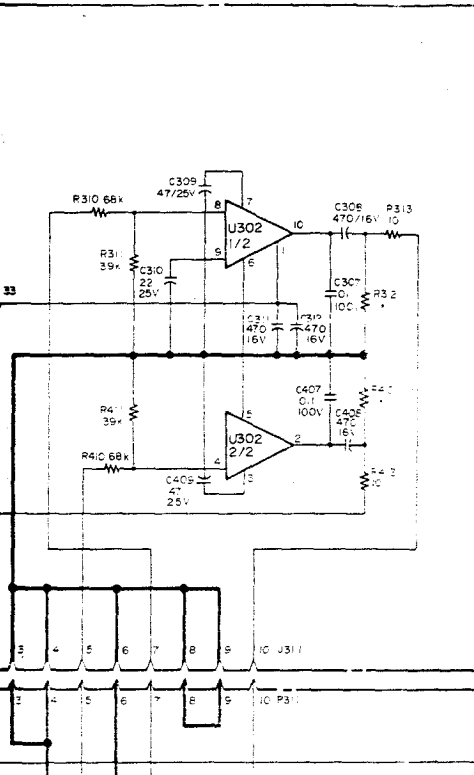 C309
47/25V
7
R310 68K
8
U302
1/2
10
C308
470/16V
R313
10
R311
39K
C310
22
25V
9
6
1
C307
100V
33
R312
C311
470
16V
C312
470
16V
C407
0.1
100V
R411
39K
5
C408
470
16V
U302
2/2
2
R410 68K
4
C409
47
25V
3
R413
10
3 4 5 6 7 8 9 10 J311
3 4 5 6 7 8 9 10 P311